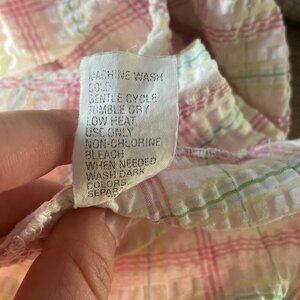 MACHINE WASH
COLD
GENTLE CYCLE
TUMBLE DRY
LOW HEAT
USE ONLY
NON-CHLORINE
BLEACH
WHEN NEEDED
WASH DARK
COLORS
SEPAR